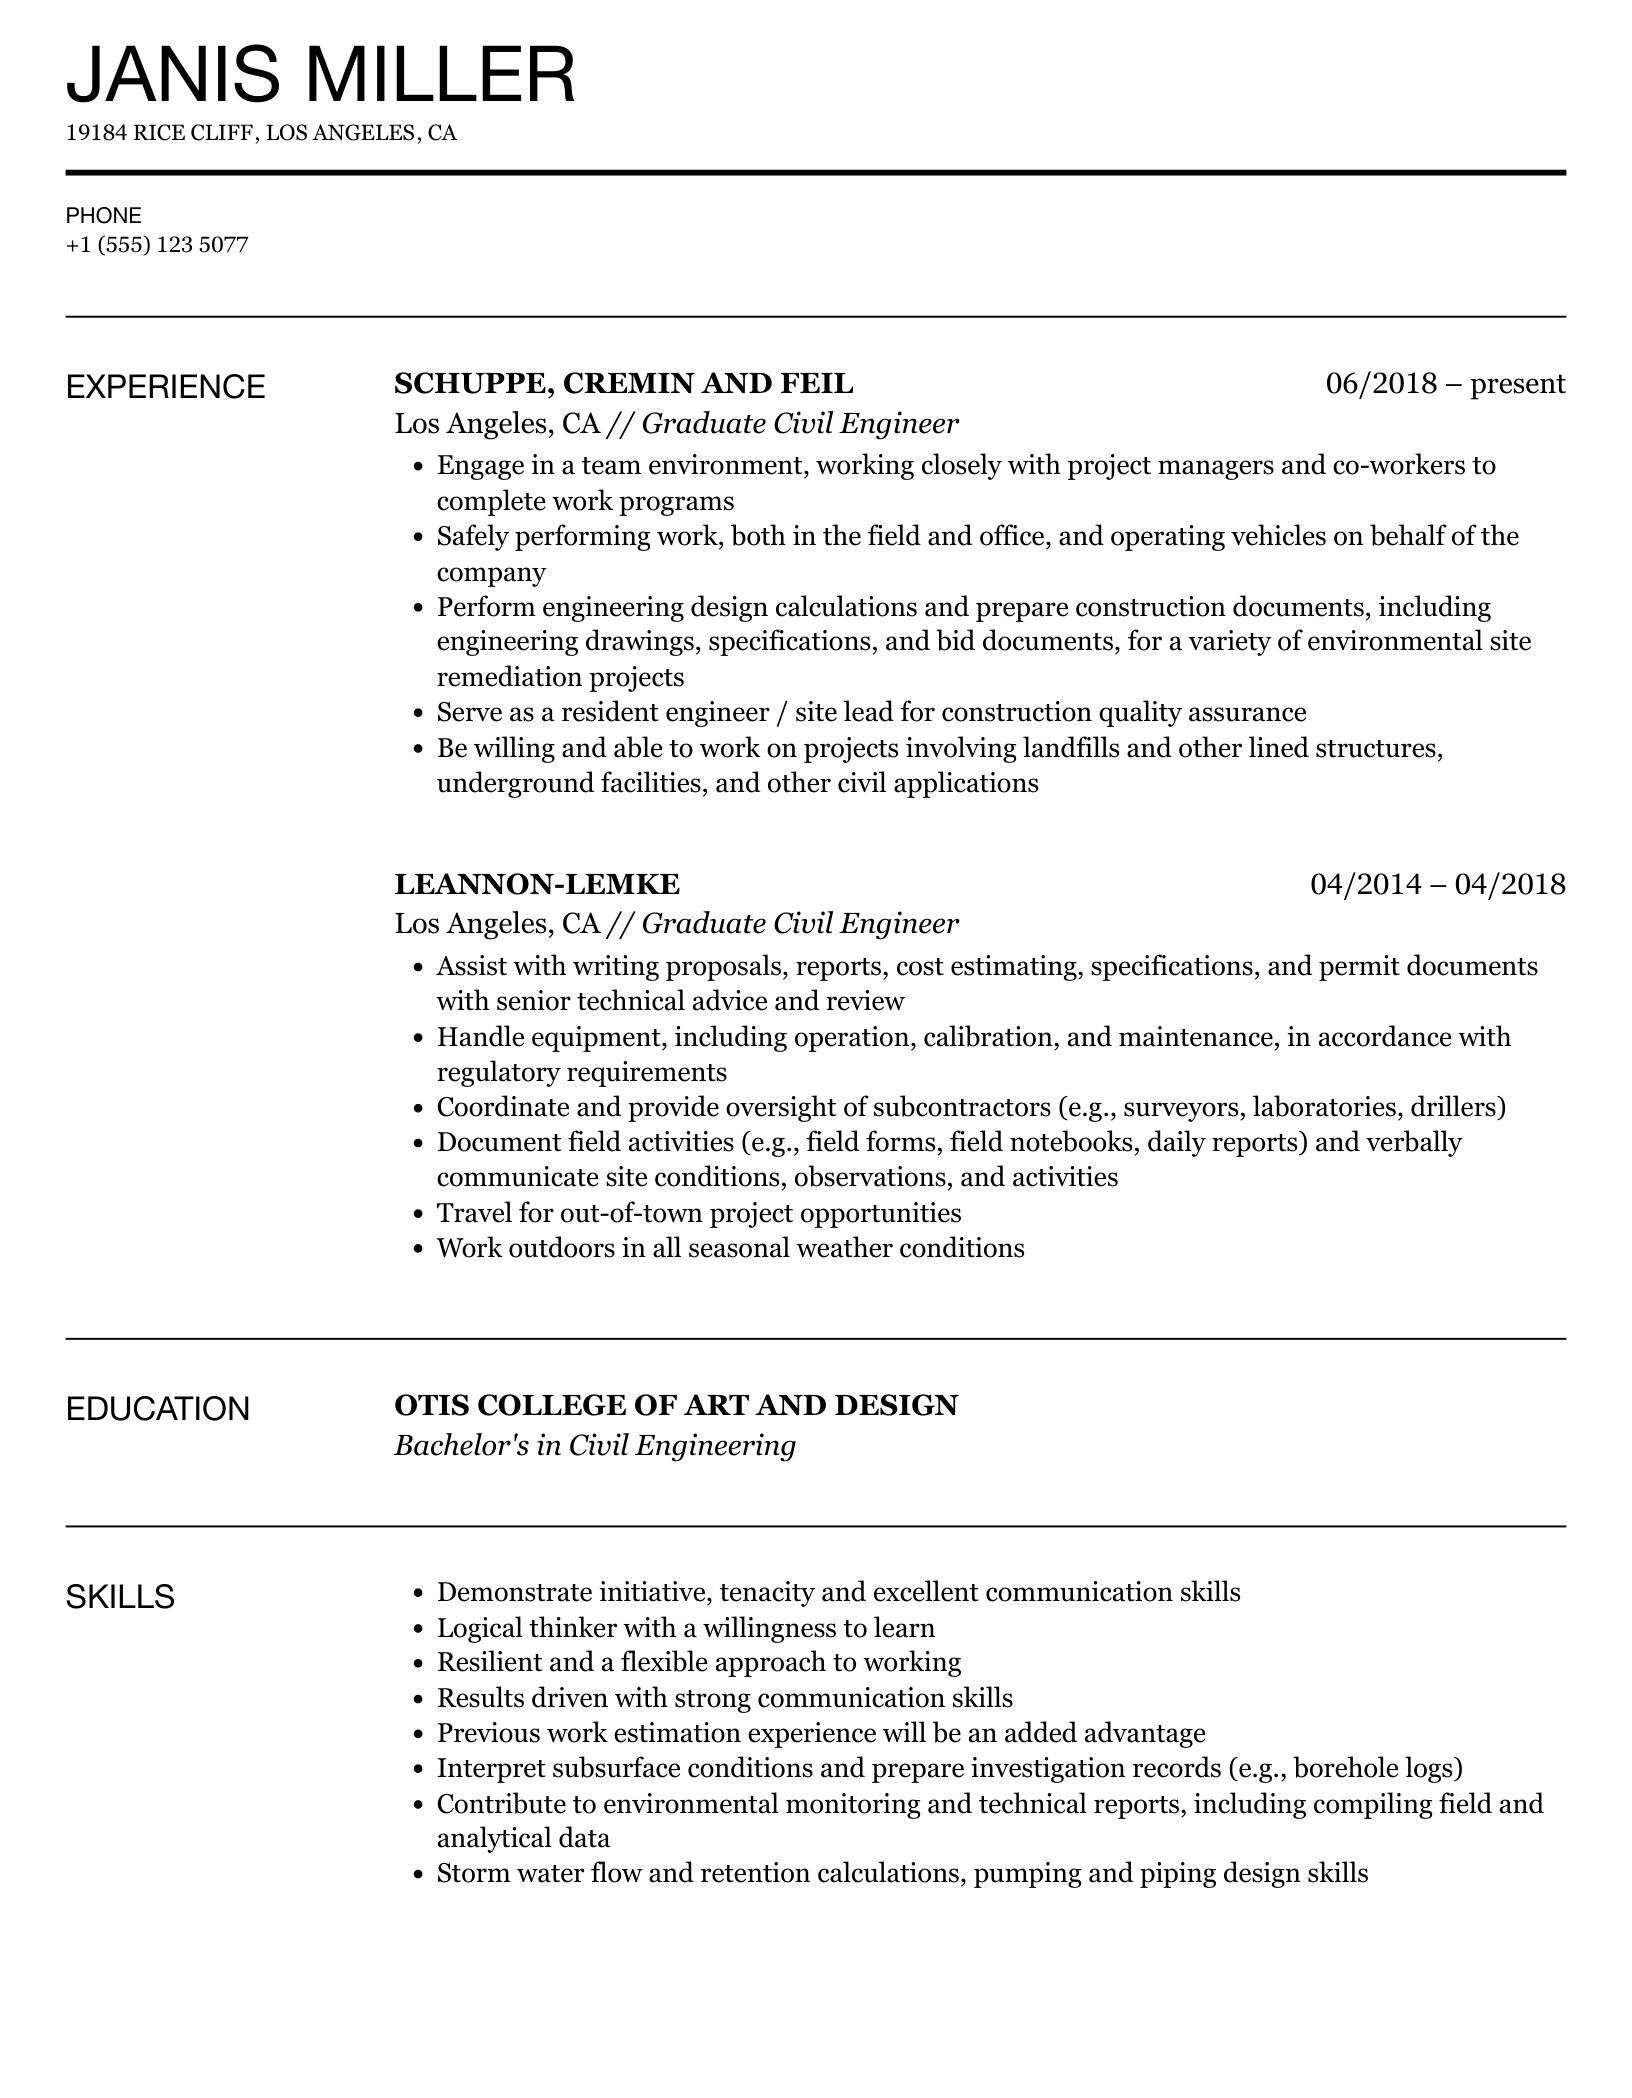 JANIS MILLER
19184 RICE CLIFF, LOS ANGELES, CA
PHONE
+1 (555) 123 5077
EXPERIENCE
SCHUPPE, CREMIN AND FEIL 06/2018 – present
Los Angeles, CA // Graduate Civil Engineer
• Engage in a team environment, working closely with project managers and co-workers to
complete work programs
• Safely performing work, both in the field and office, and operating vehicles on behalf of the
company
• Perform engineering design calculations and prepare construction documents, including
engineering drawings, specifications, and bid documents, for a variety of environmental site
remediation projects
• Serve as a resident engineer / site lead for construction quality assurance
• Be willing and able to work on projects involving landfills and other lined structures,
underground facilities, and other civil applications
LEANNON-LEMKE 04/2014 – 04/2018
Los Angeles, CA // Graduate Civil Engineer
• Assist with writing proposals, reports, cost estimating, specifications, and permit documents
with senior technical advice and review
• Handle equipment, including operation, calibration, and maintenance, in accordance with
regulatory requirements
• Coordinate and provide oversight of subcontractors (e.g., surveyors, laboratories, drillers)
• Document field activities (e.g., field forms, field notebooks, daily reports) and verbally
communicate site conditions, observations, and activities
• Travel for out-of-town project opportunities
• Work outdoors in all seasonal weather conditions
EDUCATION
OTIS COLLEGE OF ART AND DESIGN
Bachelor's in Civil Engineering
SKILLS
• Demonstrate initiative, tenacity and excellent communication skills
• Logical thinker with a willingness to learn
• Resilient and a flexible approach to working
• Results driven with strong communication skills
• Previous work estimation experience will be an added advantage
• Interpret subsurface conditions and prepare investigation records (e.g., borehole logs)
• Contribute to environmental monitoring and technical reports, including compiling field and
analytical data
• Storm water flow and retention calculations, pumping and piping design skills